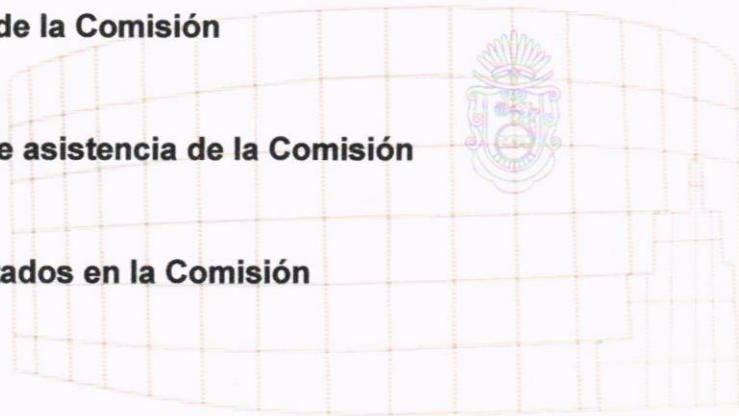 de la Comisión
e asistencia de la Comisión
ados en la Comisión